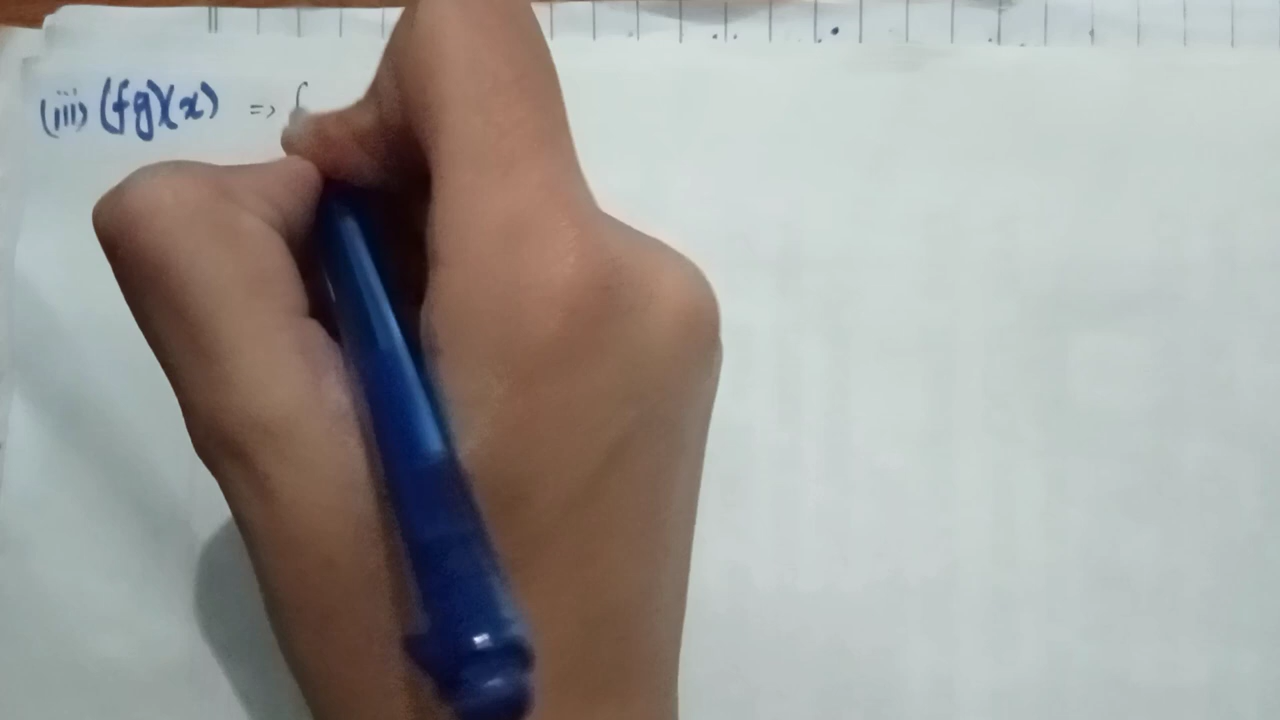 (iii) (fg)(x) => f